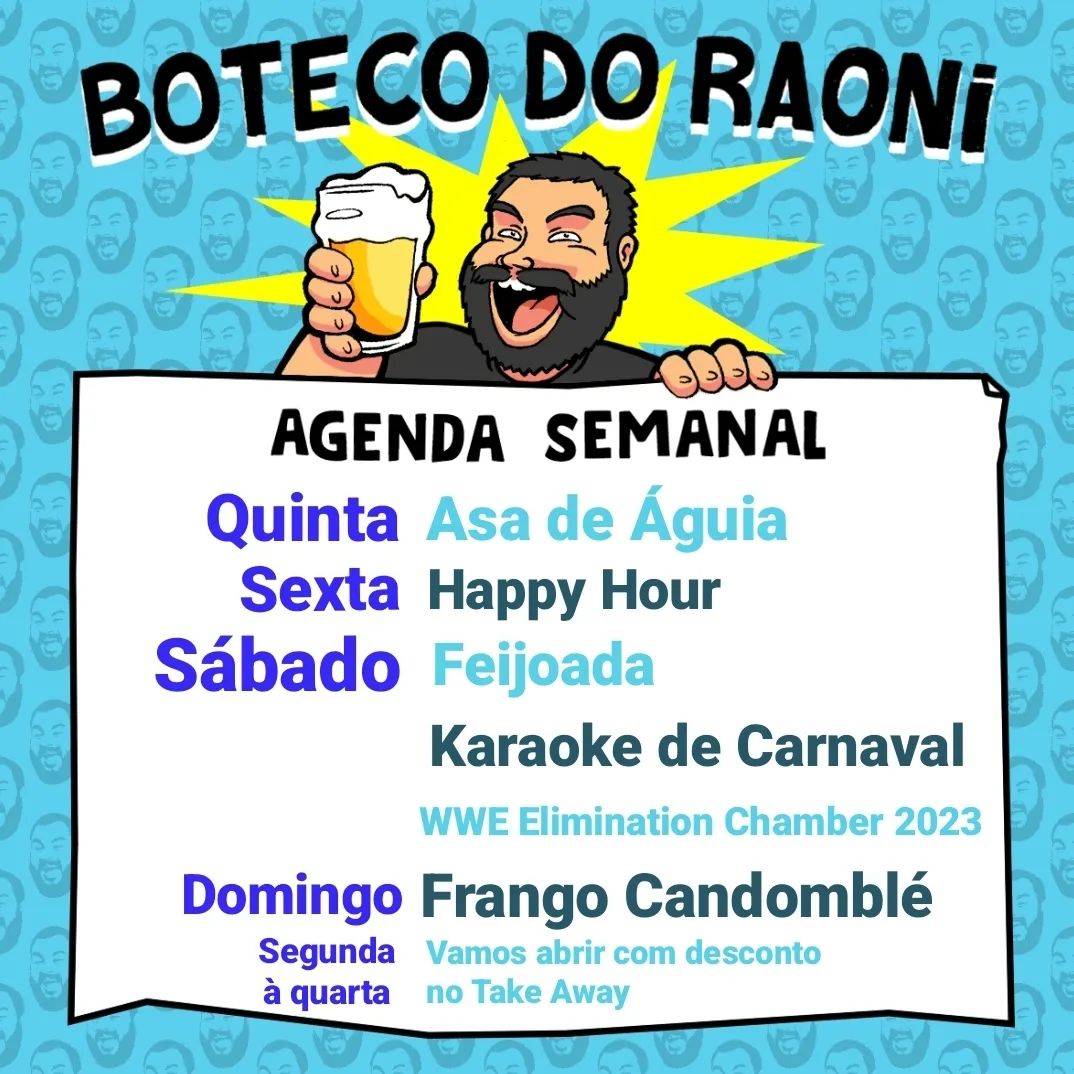 BOTECO DO RAONi
AGENDA SEMANAL
Quinta Asa de Águia
Sexta Happy Hour
Sábado Feijoada
Karaoke de Carnaval
WWE Elimination Chamber 2023
Domingo Frango Candomblé
Segunda Vamos abrir com desconto
à quarta no Take Away